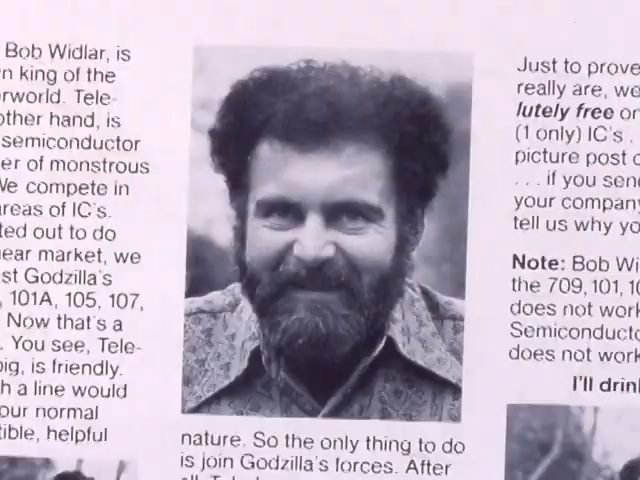 Bob Widlar, is
n king of the
rworld. Tele-
other hand, is
semiconductor
er of monstrous
We compete in
areas of IC's.
ted out to do
near market, we
st Godzilla's
, 101A, 105, 107,
Now that's a
. You see, Tele-
big, is friendly.
h a line would
our normal
tible, helpful
nature. So the only thing to do
is join Godzilla's forces. After
Just to prove
really are, we
lutely free or
(1 only) IC's .
picture post c
. . . if you sen
your company
tell us why yo
Note: Bob Wi
the 709, 101, 10
does not work
Semiconducto
does not work
I'll drin